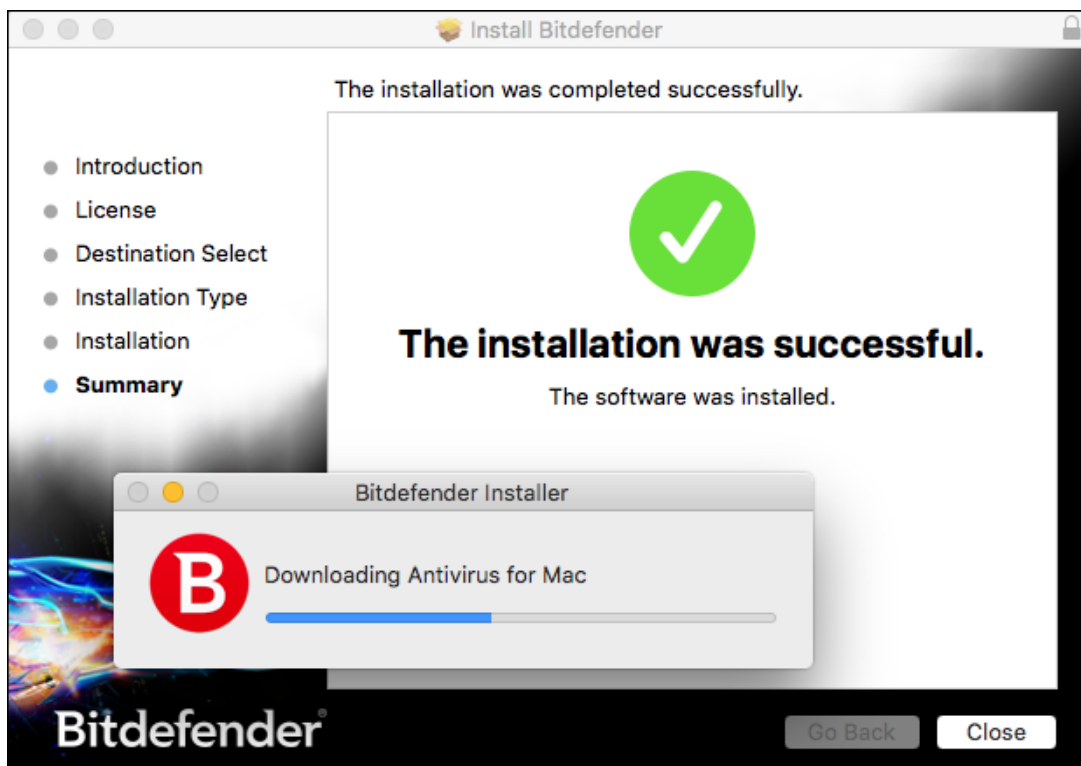 Install Bitdefender
The installation was completed successfully.
Introduction
License
Destination Select
Installation Type
Installation
Summary
The installation was successful.
The software was installed.
Bitdefender Installer
B
Downloading Antivirus for Mac
Bitdefender®
Go Back
Close